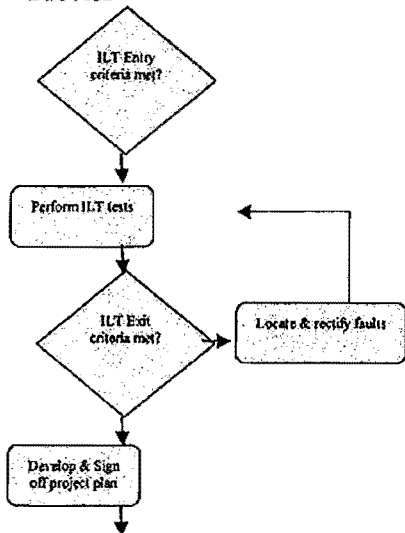 ILT Entry
criteria met?
Perform ILT tests
ILT Exit
criteria met?
Locate & rectify faults
Develop & Sign
off project plan